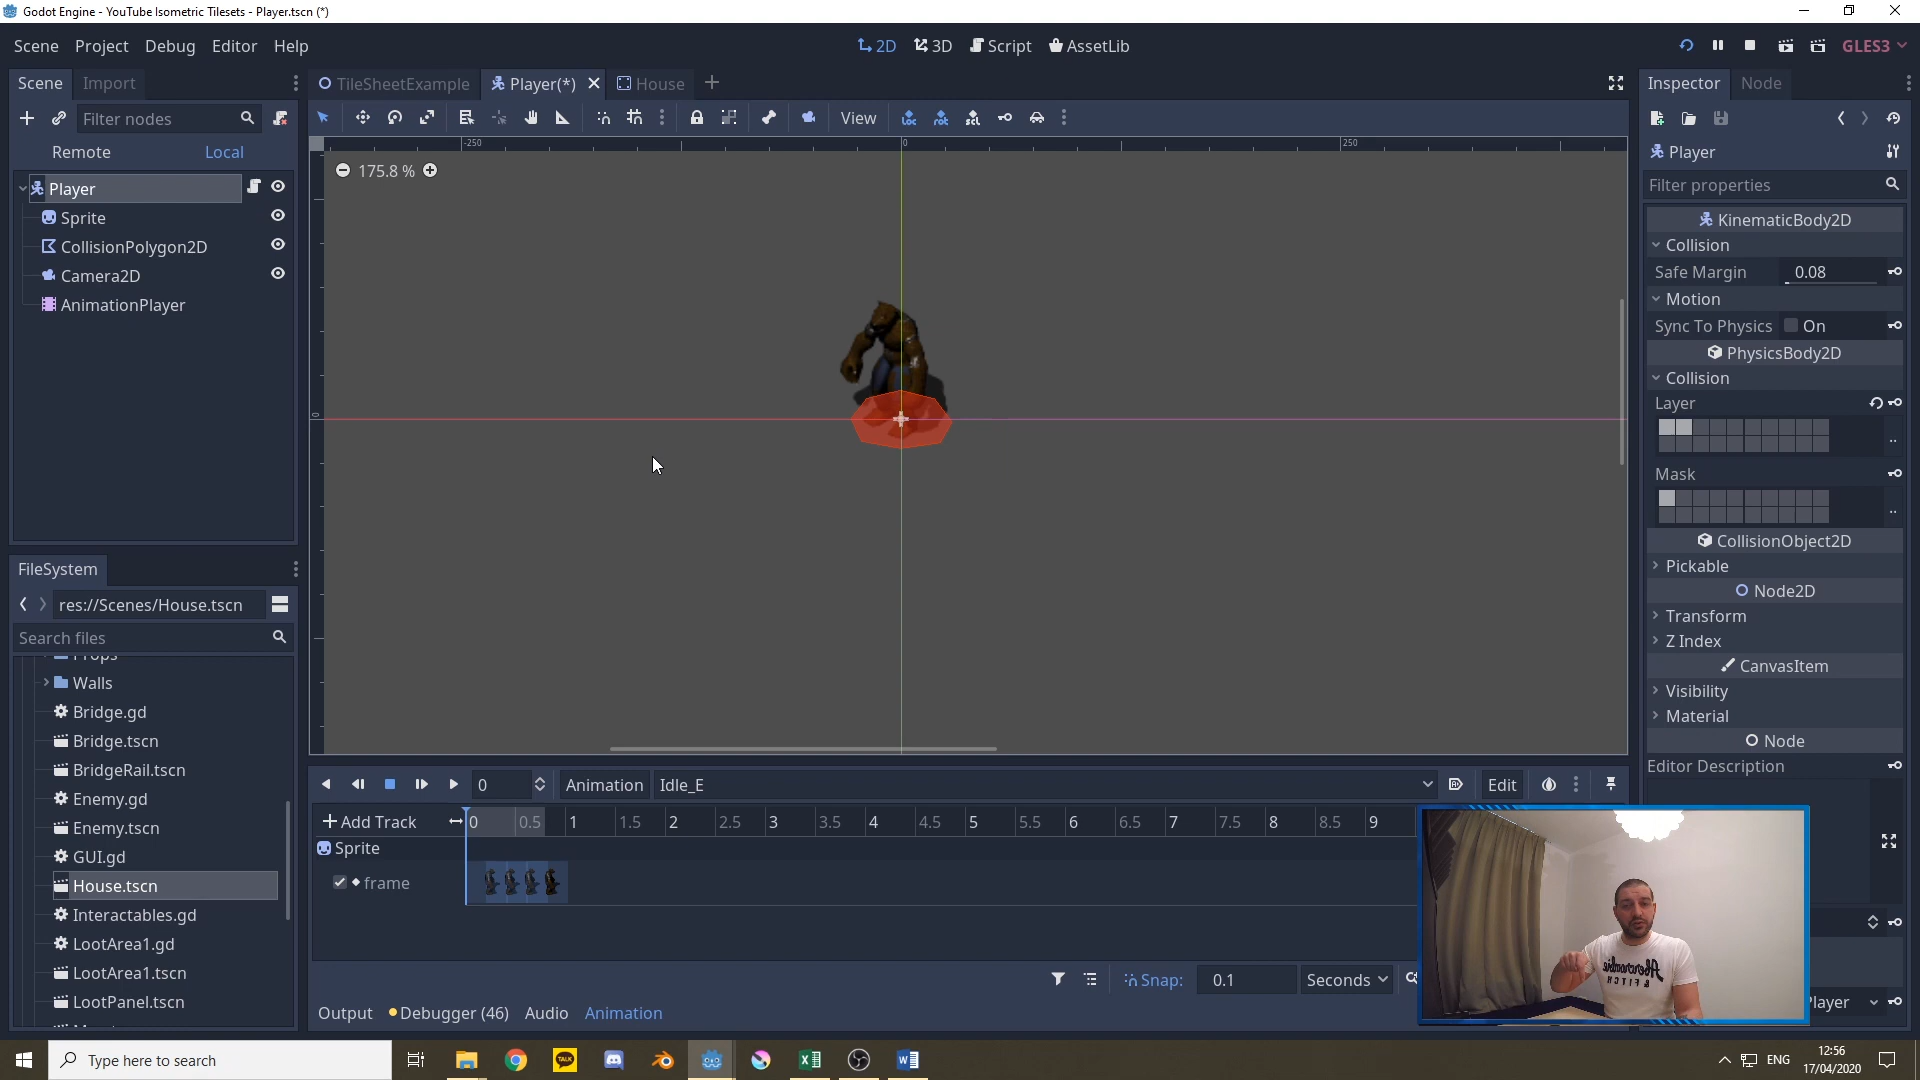 Godot Engine - YouTube Isometric Tilesets - Player.tscn (*)
Scene Project Debug Editor Help
2D 3D Script AssetLib
GLES3
Scene Import
TileSheetExample Player(*) House
Inspector Node
Filter nodes
View
Remote Local
Player
Filter properties
-250 0 250
175.8 %
0
Player
Sprite
CollisionPolygon2D
Camera2D
AnimationPlayer
KinematicBody2D
Collision
Safe Margin 0.08
Motion
Sync To Physics On
PhysicsBody2D
Collision
Layer
..
Mask
..
CollisionObject2D
Pickable
Node2D
Transform
Z Index
CanvasItem
Visibility
Material
Node
Editor Description
Player
FileSystem
res://Scenes/House.tscn
Search files
Props
Walls
Bridge.gd
Bridge.tscn
BridgeRail.tscn
Enemy.gd
Enemy.tscn
GUI.gd
House.tscn
Interactables.gd
LootArea1.gd
LootArea1.tscn
LootPanel.tscn
0 Animation Idle_E Edit
Add Track 0 0.5 1 1.5 2 2.5 3 3.5 4 4.5 5 5.5 6 6.5 7 7.5 8 8.5 9
Sprite
frame
Snap: 0.1 Seconds
Output Debugger (46) Audio Animation
Abercrombie
& FITCH
Type here to search
TALK
ENG
12:56
17/04/2020